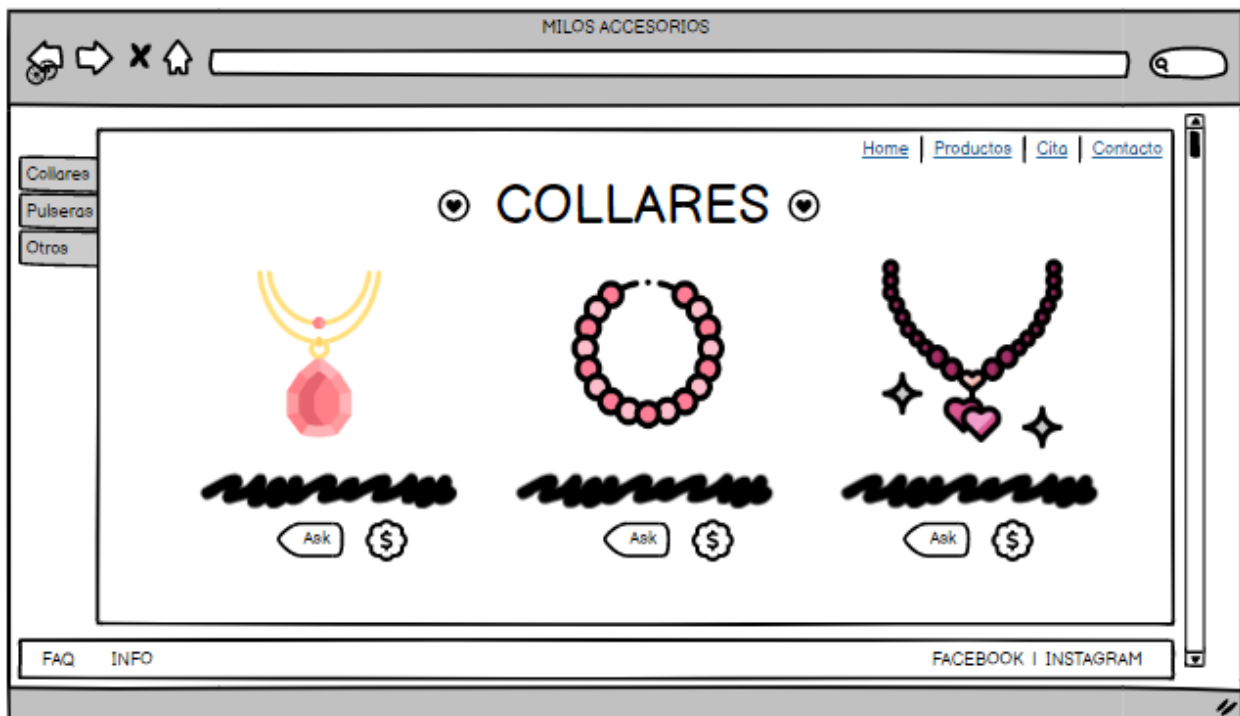 MILOS ACCESORIOS
Home | Productos | Cita | Contacto
Collares
Pulseras
Otros
COLLARES
Ask $ Ask $ Ask $
FAQ INFO FACEBOOK | INSTAGRAM